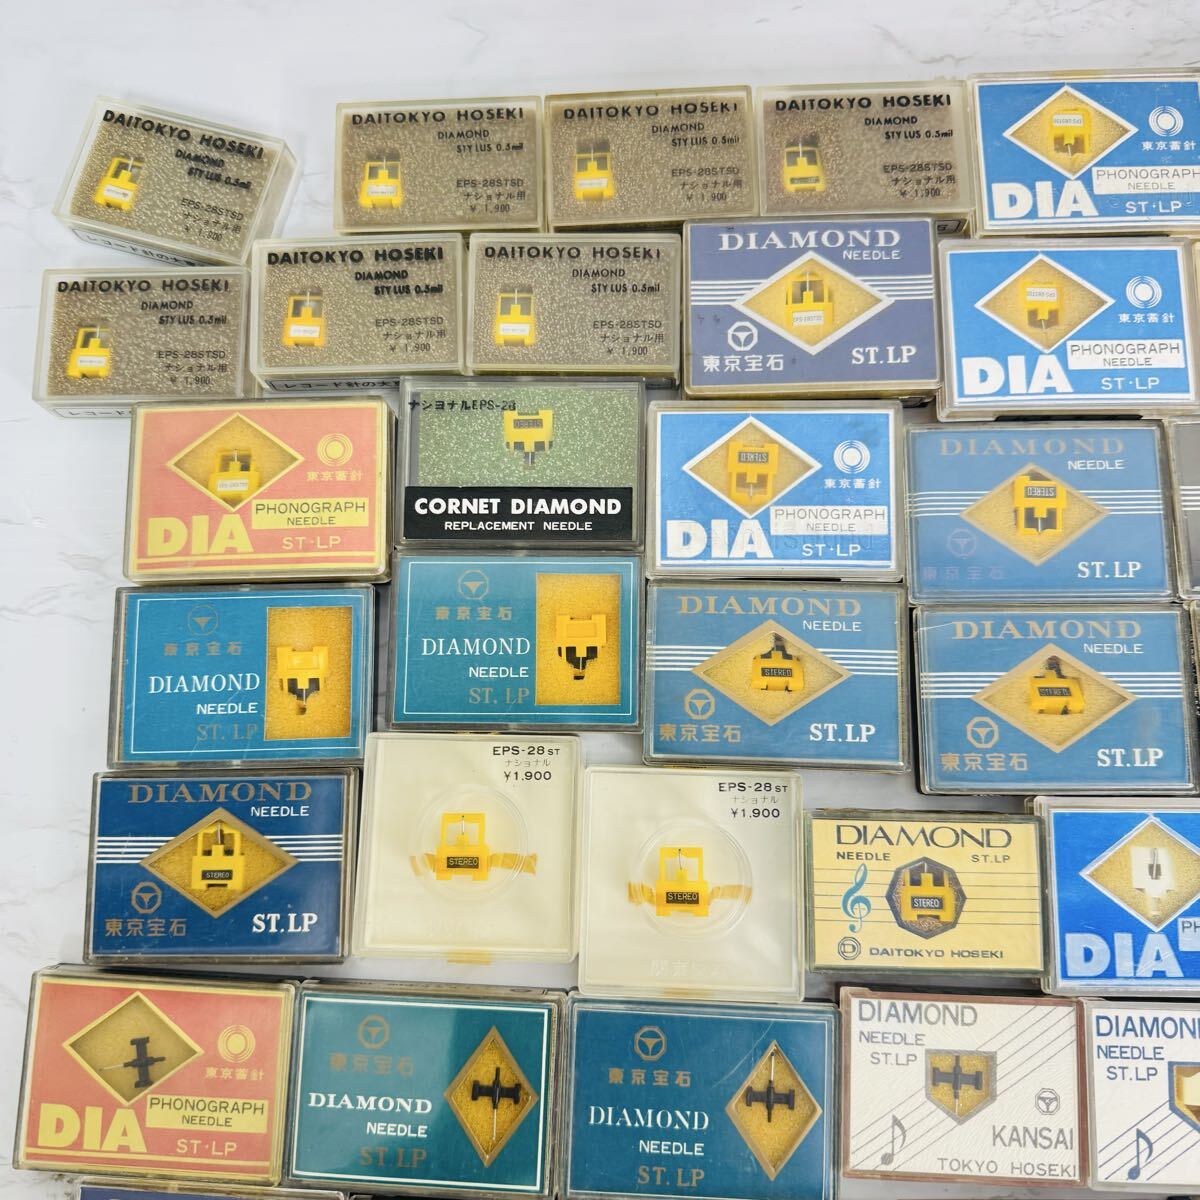 DAITOKYO HOSEKI
DIAMOND
STYLUS 0.5mil
EPS-28STSD
¥ 1,900
DAITOKYO HOSEKI
DIAMOND
STYLUS 0.5mil
EPS-28STSD
ナショナル用
¥ 1,900
DAITOKYO HOSEKI
DIAMOND
STYLUS 0.5mil
EPS-28STSD
ナショナル用
¥ 1,900
DAITOKYO HOSEKI
DIAMOND
STYLUS 0.5mil
EPS-28STSD
ナショナル用
¥ 1,900
東京蓄針
PHONOGRAPH
NEEDLE
DIA
ST·LP
DAITOKYO HOSEKI
DIAMOND
STYLUS 0.5mil
EPS-28STSD
ナショナル用
¥ 1,900
DAITOKYO HOSEKI
DIAMOND
STYLUS 0.5mil
EPS-28STSD
ナショナル用
¥ 1,900
DAITOKYO HOSEKI
DIAMOND
STYLUS 0.5mil
EPS-28STSD
ナショナル用
¥ 1,900
DIAMOND
NEEDLE
東京宝石
ST.LP
東京蓄針
PHONOGRAPH
NEEDLE
DIA
ST·LP
東京蓄針
PHONOGRAPH
NEEDLE
DIA
ST·LP
ナショナルEPS-28
STEREO
CORNET DIAMOND
REPLACEMENT NEEDLE
STEREO
東京蓄針
PHONOGRAPH
NEEDLE
DIA
ST·LP
DIAMOND
NEEDLE
STEREO
東京宝石
ST.LP
東京宝石
DIAMOND
NEEDLE
ST.LP
東京宝石
DIAMOND
NEEDLE
ST.LP
DIAMOND
NEEDLE
STEREO
東京宝石
ST.LP
DIAMOND
NEEDLE
STEREO
東京宝石
ST.LP
DIAMOND
NEEDLE
STEREO
東京宝石
ST.LP
EPS-28 ST
ナショナル
¥1.900
STEREO
EPS-28 ST
ナショナル
¥1.900
STEREO
DIAMOND
NEEDLE ST.LP
STEREO
DAITOKYO HOSEKI
DIA
東京蓄針
PHONOGRAPH
NEEDLE
DIA
ST·LP
東京宝石
DIAMOND
NEEDLE
ST.LP
東京宝石
DIAMOND
NEEDLE
ST.LP
DIAMOND
NEEDLE
ST.LP
KANSAI
TOKYO HOSEKI
NEEDLE
ST.LP